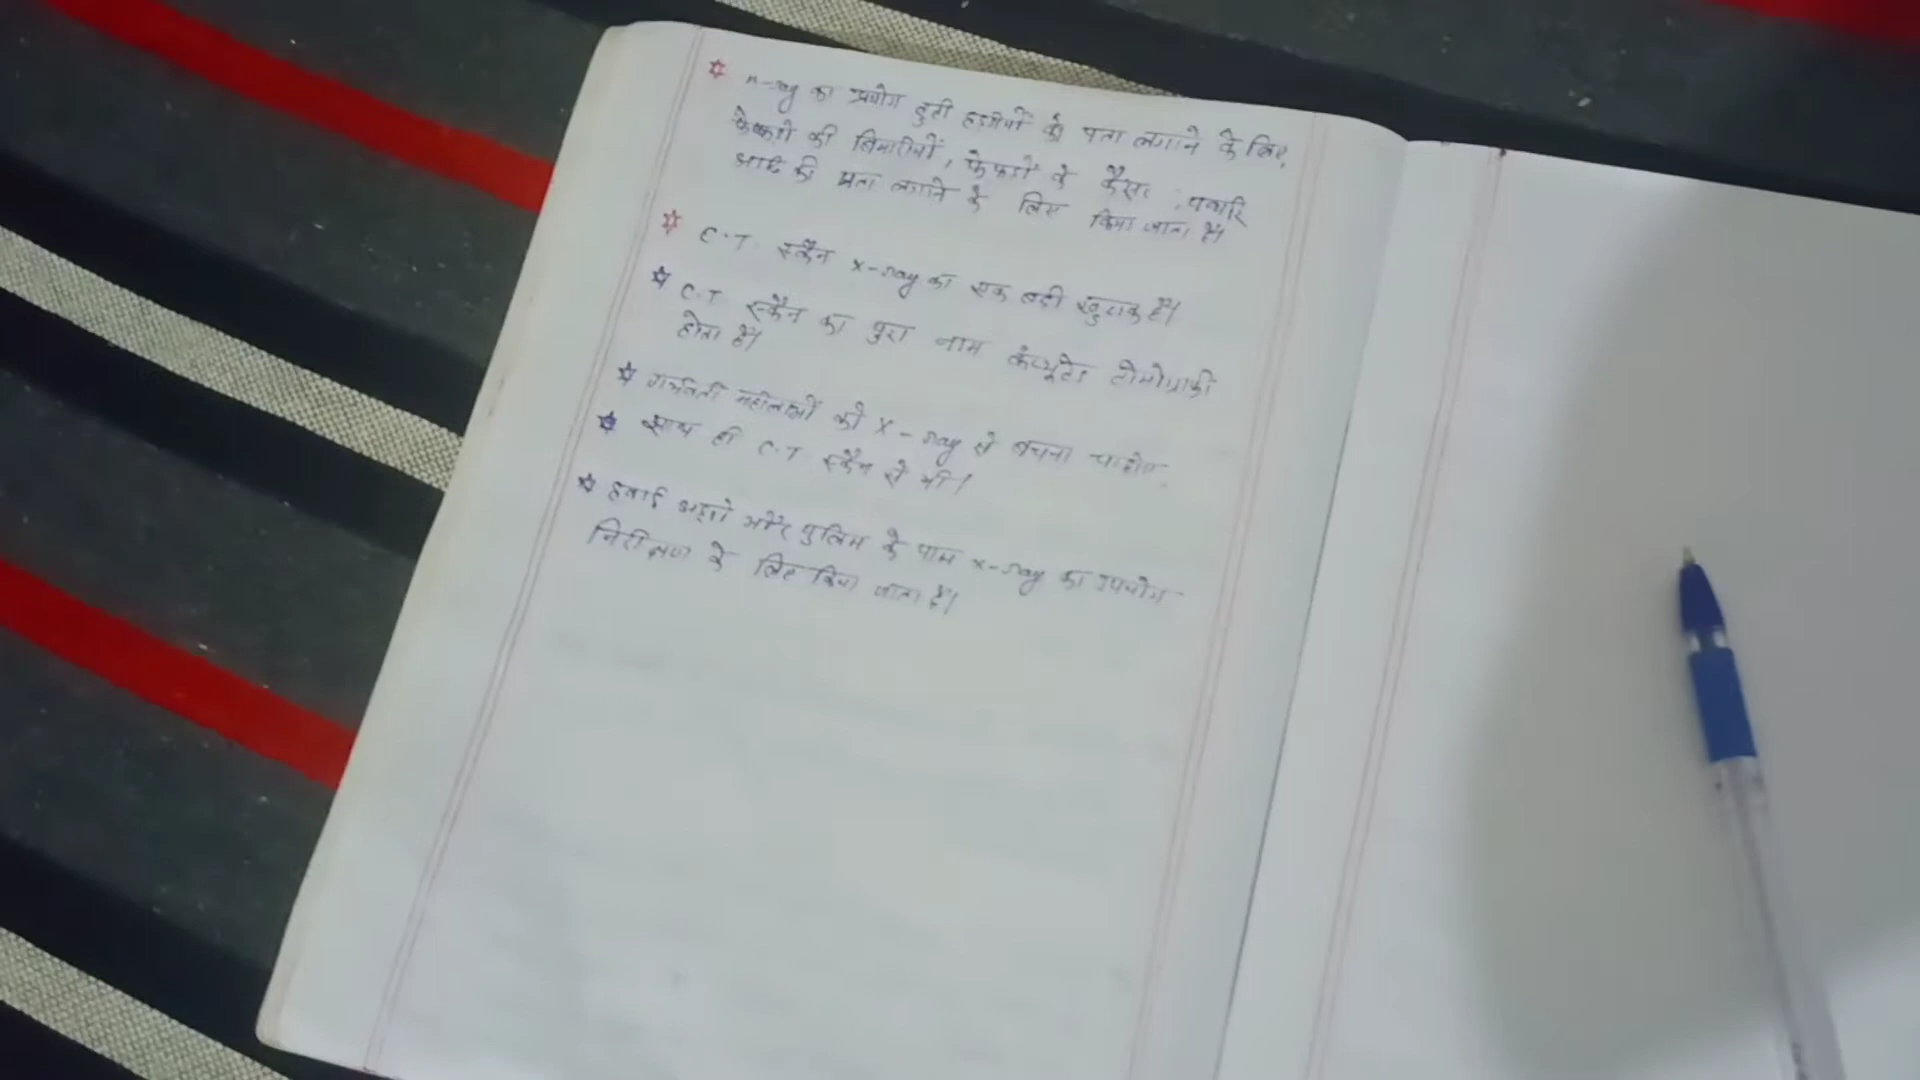 x-ray का प्रयोग टुटी हडीयों को पता लगाने के लिए,
फेफड़ो की बिमारीयों, फेफडों के कैंसर, पथरि
आदि को पता लगाने के लिए किया जाता है।
C.T. स्कैन x-ray का एक बडी खुराक है।
C.T. स्कैन का पुरा नाम कंप्यूटेड टोमोग्राफी
होता है।
गर्भवती महीलाओं को X-ray से बचना चाहीए.
साथ ही C.T. स्कैन से भी।
हवाई अड्डो और पुलिस के पास x-ray का उपयोग
निरीक्षण के लिए किया जाता है।